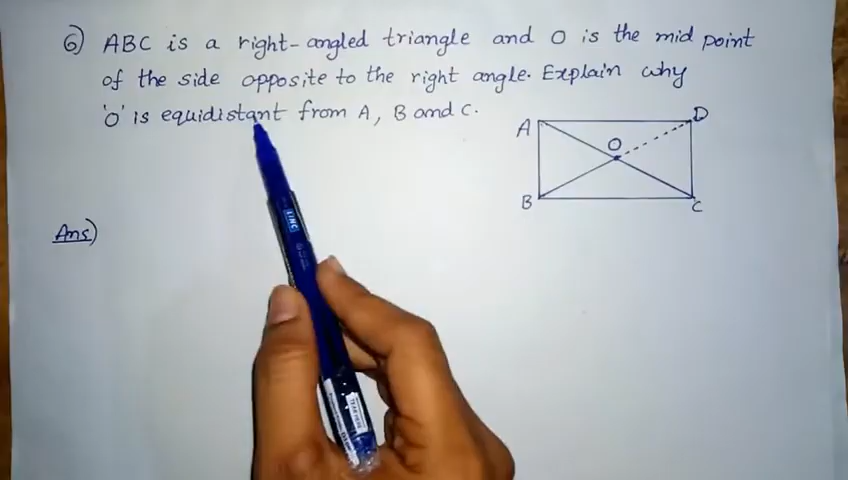 6) ABC is a right-angled triangle and O is the mid point
of the side opposite to the right angle. Explain why
'O' is equidistant from A, B and C.
A
D
O
B
C
Ans)
LINC